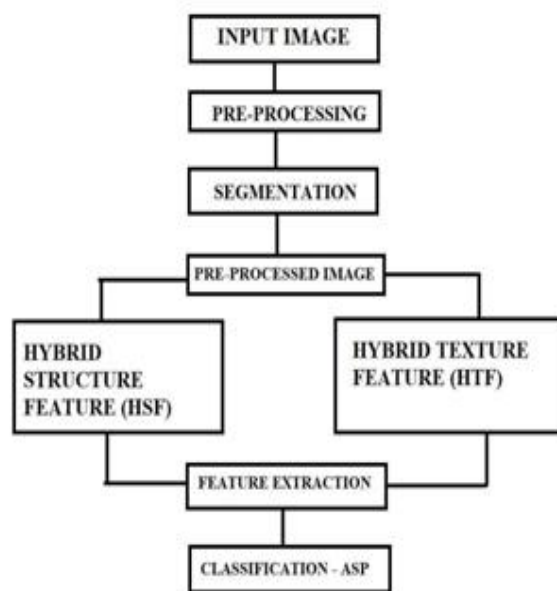 INPUT IMAGE
PRE-PROCESSING
SEGMENTATION
PRE-PROCESSED IMAGE
HYBRID
STRUCTURE
FEATURE (HSF)
HYBRID TEXTURE
FEATURE (HTF)
FEATURE EXTRACTION
CLASSIFICATION - ASP